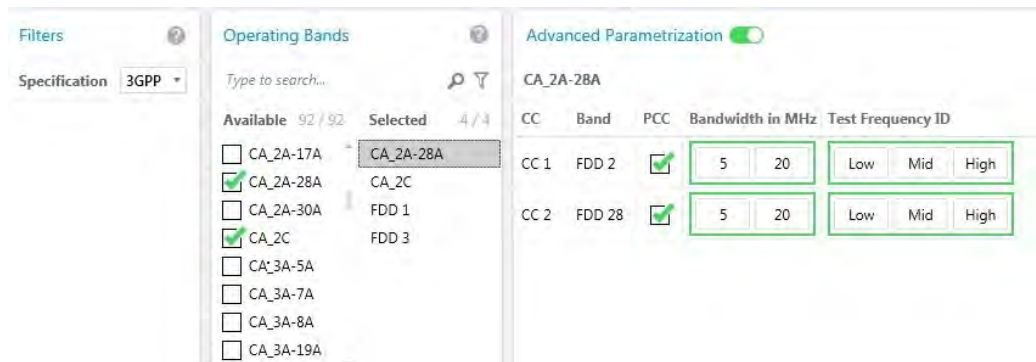 Filters
Specification 3GPP
Operating Bands
Type to search...
Available 92 / 92 Selected 4 / 4
CA_2A-17A CA_2A-28A
CA_2A-28A CA_2C
CA_2A-30A FDD 1
CA_2C FDD 3
CA_3A-5A
CA_3A-7A
CA_3A-8A
CA_3A-19A
Advanced Parametrization
CA_2A-28A
CC Band PCC Bandwidth in MHz Test Frequency ID
CC 1 FDD 2 5 20 Low Mid High
CC 2 FDD 28 5 20 Low Mid High